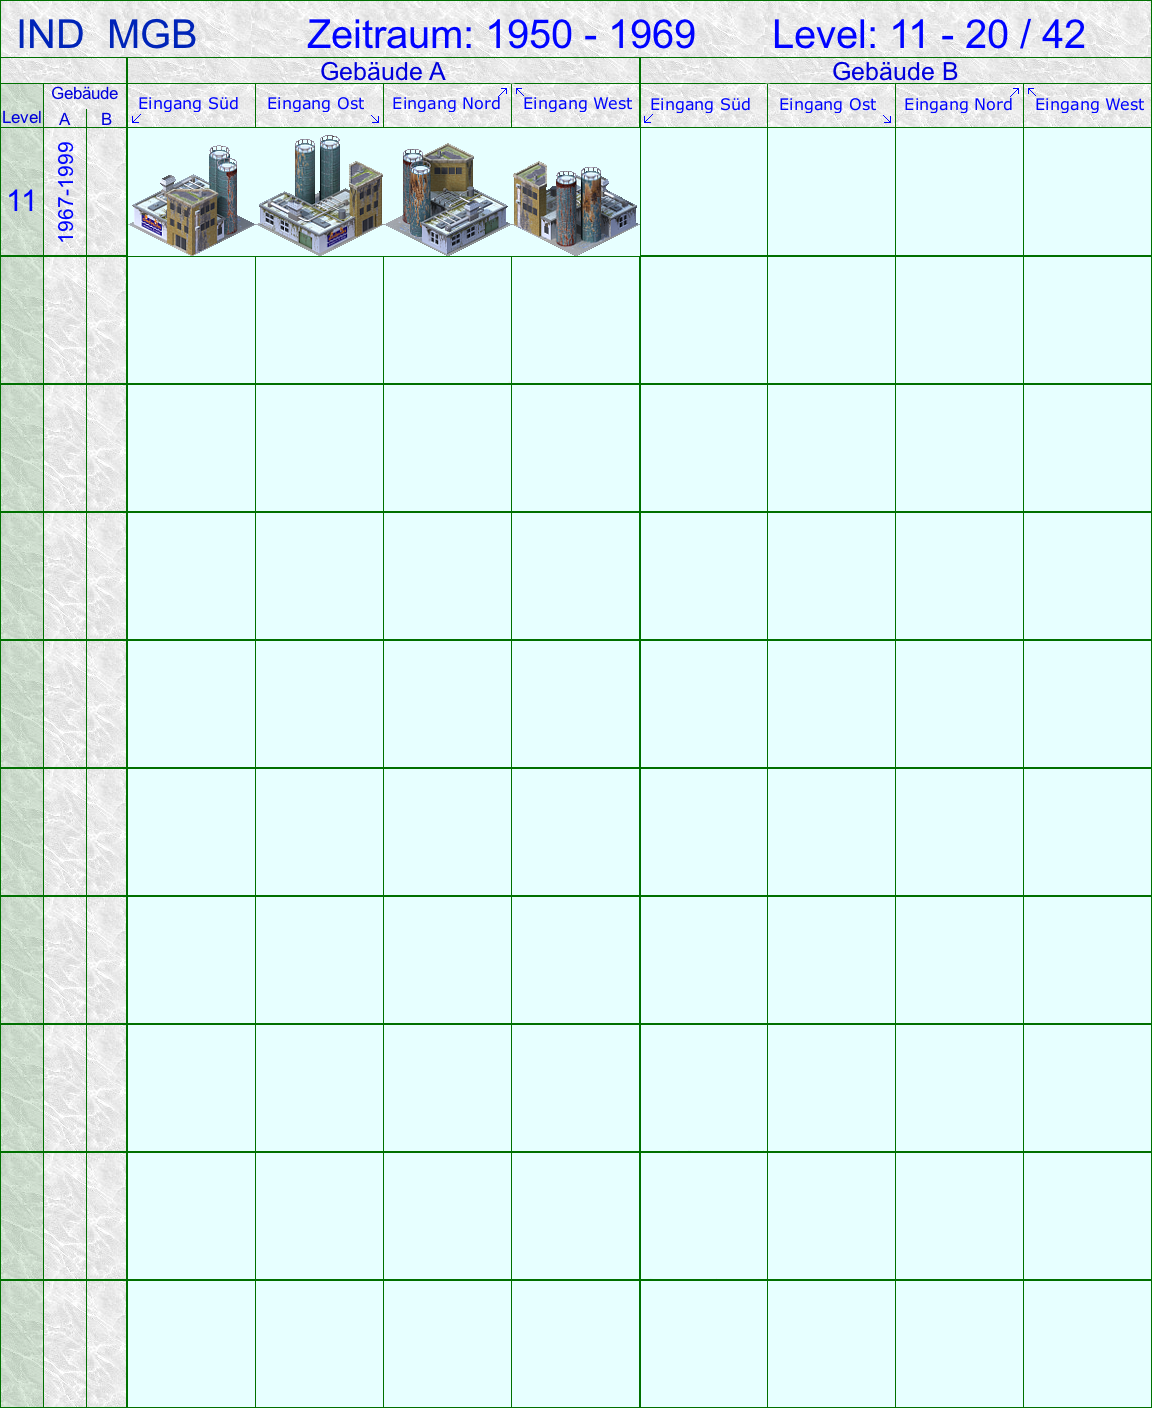 IND MGB Zeitraum: 1950 - 1969 Level: 11 - 20 / 42
Gebäude A Gebäude B
Level Gebäude A B Eingang Süd Eingang Ost Eingang Nord Eingang West Eingang Süd Eingang Ost Eingang Nord Eingang West
11 1967-1999